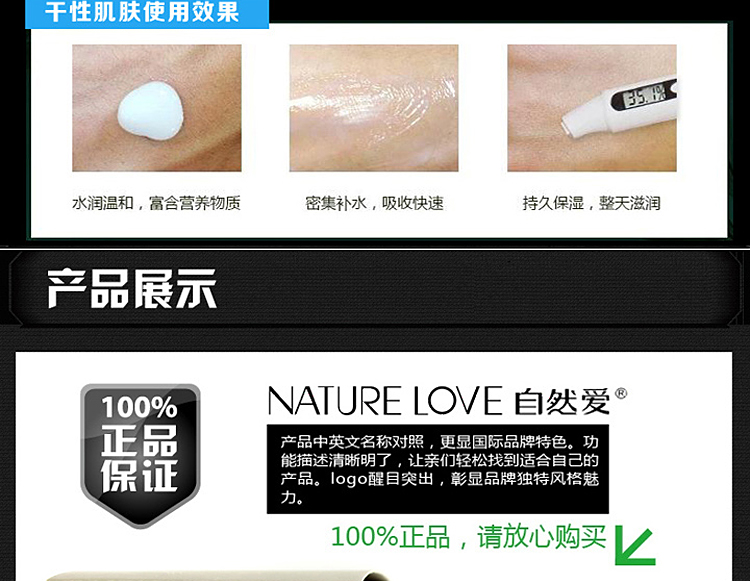 干性肌肤使用效果
35.1%
水润温和，富含营养物质
密集补水，吸收快速
持久保湿，整天滋润
产品展示
100%
正品
保证
NATURE LOVE 自然爱®
产品中英文名称对照，更显国际品牌特色。功
能描述清晰明了，让亲们轻松找到适合自己的
产品。logo醒目突出，彰显品牌独特风格魅
力。
100%正品，请放心购买